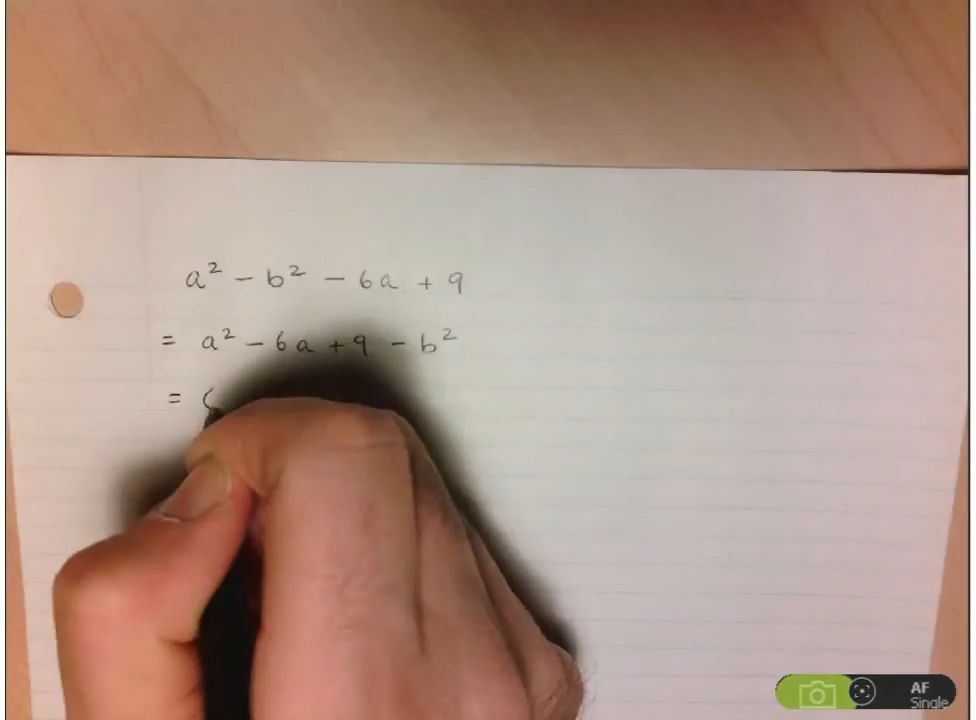 a² − b² − 6a + 9
= a² − 6a + 9 − b²
= (
AF
Single